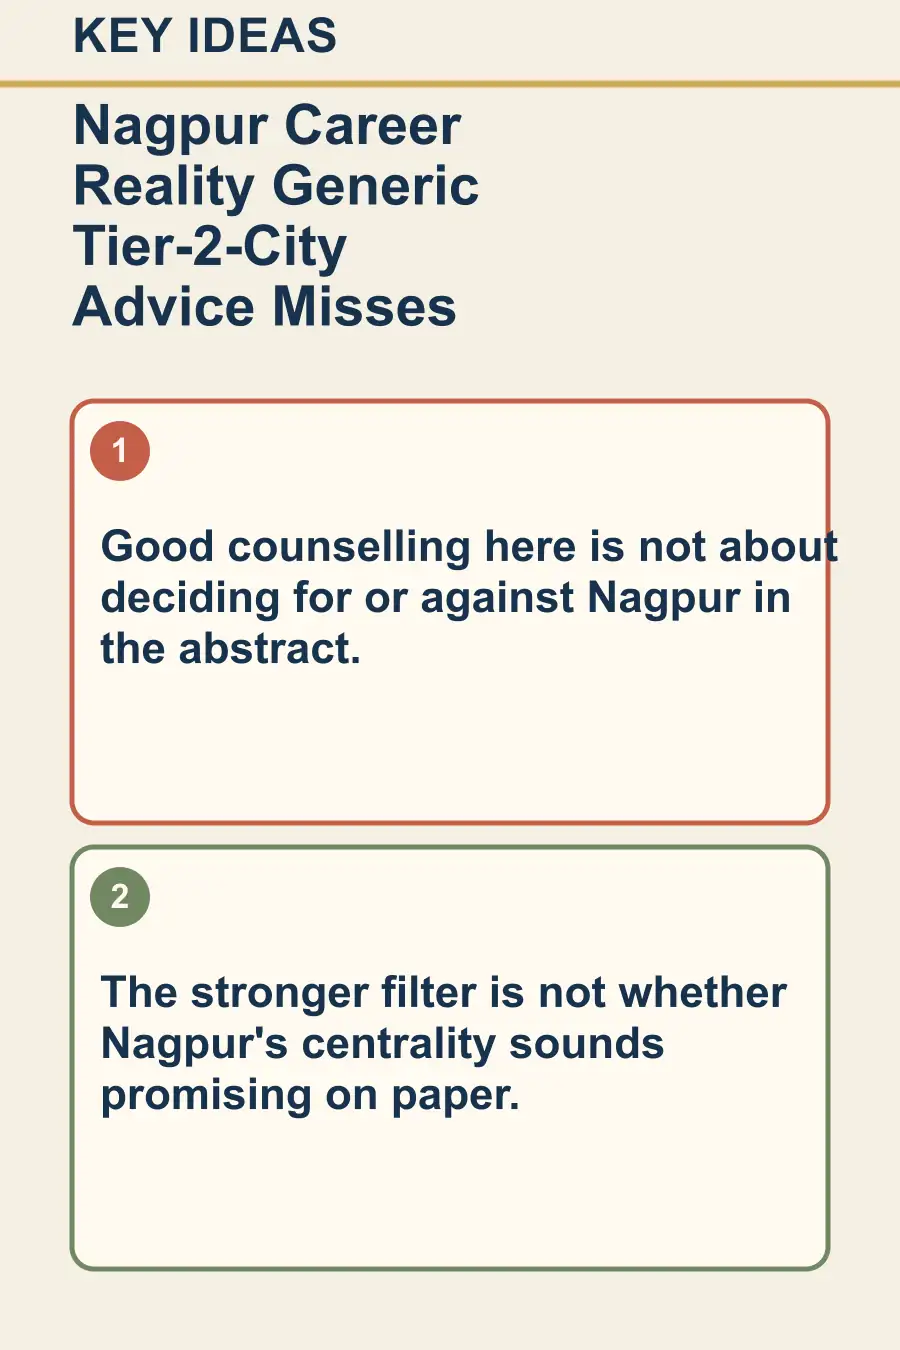 KEY IDEAS
Nagpur Career
Reality Generic
Tier-2-City
Advice Misses
1
Good counselling here is not about
deciding for or against Nagpur in
the abstract.
2
The stronger filter is not whether
Nagpur's centrality sounds
promising on paper.